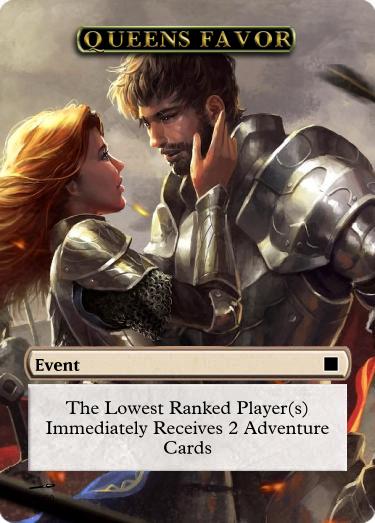 QUEENS FAVOR
Event
The Lowest Ranked Player(s)
Immediately Receives 2 Adventure
Cards